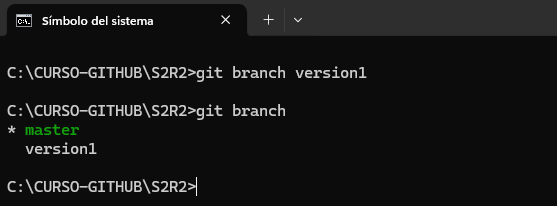 Símbolo del sistema
C:\CURSO-GITHUB\S2R2>git branch version1
C:\CURSO-GITHUB\S2R2>git branch
* master
version1
C:\CURSO-GITHUB\S2R2>